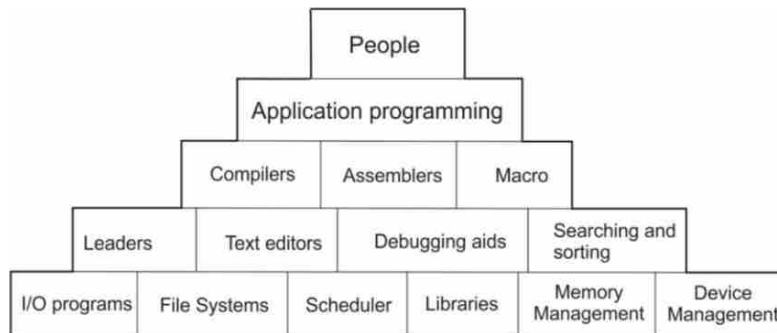 People
Application programming
Compilers
Assemblers
Macro
Leaders
Text editors
Debugging aids
Searching and
sorting
I/O programs
File Systems
Scheduler
Libraries
Memory
Management
Device
Management